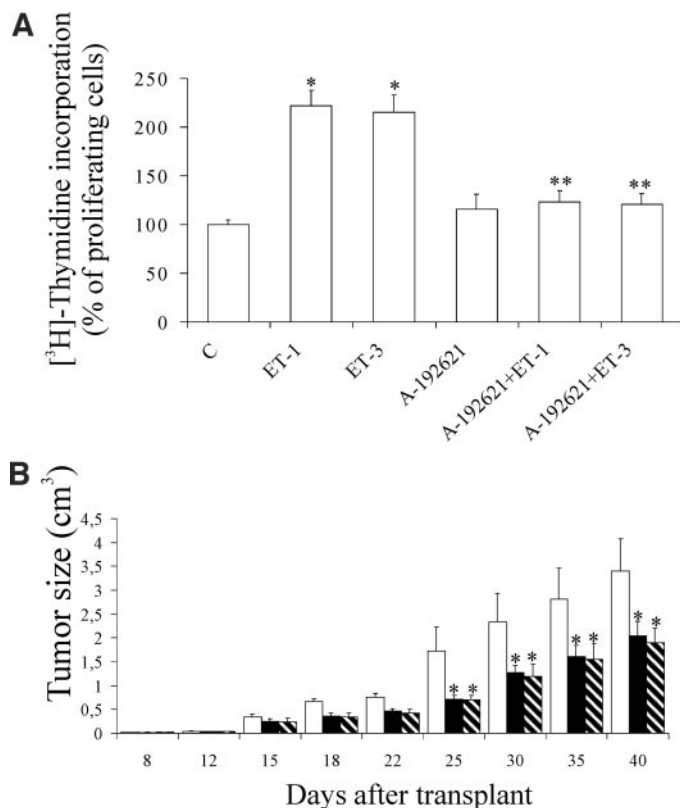 A
[³H]-Thymidine incorporation
(% of proliferating cells)
250
200
150
100
50
0
* * ** **
C ET-1 ET-3 A-192621 A-192621+ET-1 A-192621+ET-3
B
Tumor size (cm³)
4,5
4
3,5
3
2,5
2
1,5
1
0,5
0
* * * * * * * *
8 12 15 18 22 25 30 35 40
Days after transplant